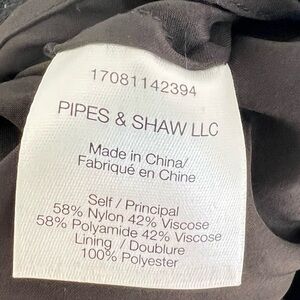 17081142394
PIPES & SHAW LLC
Made in China/
Fabriqué en Chine
Self / Principal
58% Nylon 42% Viscose
58% Polyamide 42% Viscose
Lining / Doublure
100% Polyester